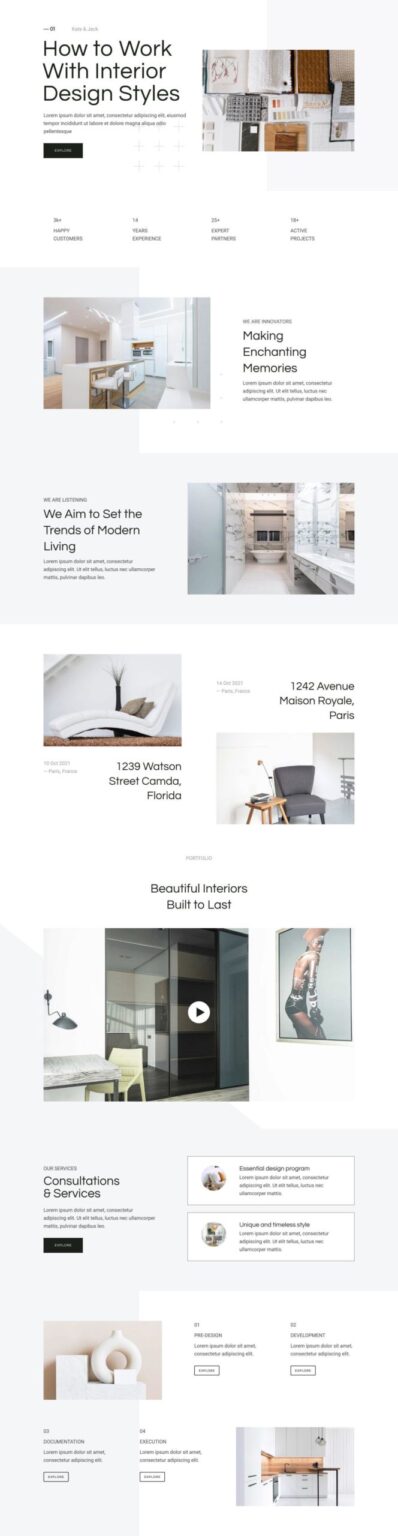 — 01 Kate & Jack
How to Work
With Interior
Design Styles
Lorem ipsum dolor sit amet, consectetur adipiscing elit, eiusmod
tempor incididunt ut labore et dolore magna aliqua odio
pellentesque
EXPLORE
3k+
HAPPY
CUSTOMERS
14
YEARS
EXPERIENCE
25+
EXPERT
PARTNERS
18+
ACTIVE
PROJECTS
WE ARE INNOVATORS
Making
Enchanting
Memories
Lorem ipsum dolor sit amet, consectetur
adipiscing elit. Ut elit tellus, luctus nec
ullamcorper mattis, pulvinar dapibus leo.
WE ARE LISTENING
We Aim to Set the
Trends of Modern
Living
Lorem ipsum dolor sit amet, consectetur
adipiscing elit. Ut elit tellus, luctus nec ullamcorper
mattis, pulvinar dapibus leo.
10 Oct 2021
— Paris, France
1239 Watson
Street Camda,
Florida
14 Oct 2021
— Paris, France
1242 Avenue
Maison Royale,
Paris
PORTFOLIO
Beautiful Interiors
Built to Last
OUR SERVICES
Consultations
& Services
Lorem ipsum dolor sit amet, consectetur
adipiscing elit. Ut elit tellus, luctus nec ullamcorper
mattis, pulvinar dapibus leo.
EXPLORE
Essential design program
Lorem ipsum dolor sit amet, consectetur
adipiscing elit. Ut elit tellus, luctus nec
ullamcorper mattis.
Unique and timeless style
Lorem ipsum dolor sit amet, consectetur
adipiscing elit. Ut elit tellus, luctus nec
ullamcorper mattis.
01
PRE-DESIGN
Lorem ipsum dolor sit amet,
consectetur adipiscing elit.
EXPLORE
02
DEVELOPMENT
Lorem ipsum dolor sit amet,
consectetur adipiscing elit.
EXPLORE
03
DOCUMENTATION
Lorem ipsum dolor sit amet,
consectetur adipiscing elit.
EXPLORE
04
EXECUTION
Lorem ipsum dolor sit amet,
consectetur adipiscing elit.
EXPLORE